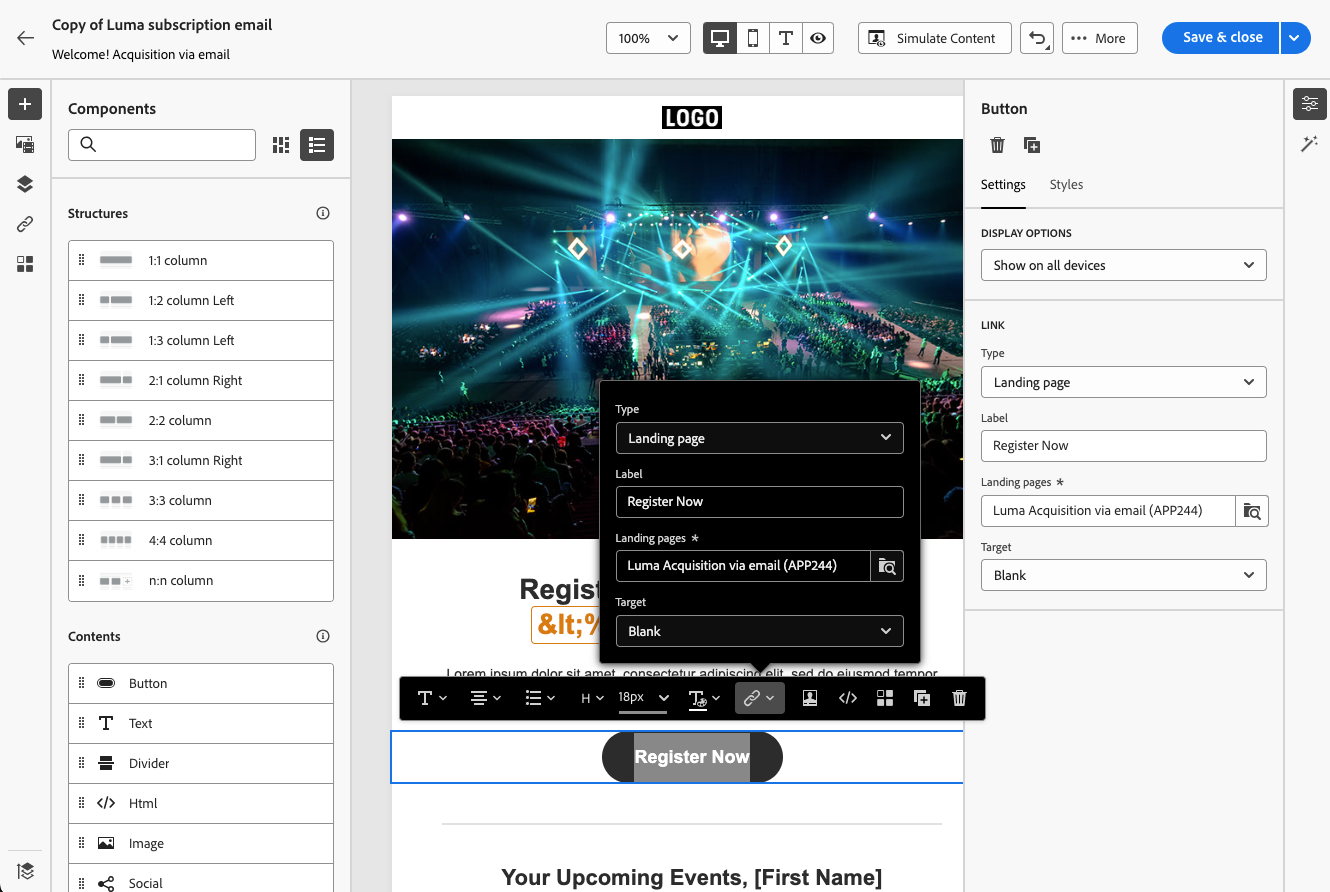 Copy of Luma subscription email
Welcome! Acquisition via email
100%
Simulate Content
More
Save & close
Components
Structures
1:1 column
1:2 column Left
1:3 column Left
2:1 column Right
2:2 column
3:1 column Right
3:3 column
4:4 column
n:n column
Contents
Button
Text
Divider
Html
Image
Social
LOGO
Type
Landing page
Label
Register Now
Landing pages *
Luma Acquisition via email (APP244)
Target
Blank
Regist
&lt;%
Lorem ipsum dolor sit amet, consectetur adipiscing elit, sed do eiusmod tempor
H
18px
Register Now
Your Upcoming Events, [First Name]
Button
Settings
Styles
DISPLAY OPTIONS
Show on all devices
LINK
Type
Landing page
Label
Register Now
Landing pages *
Luma Acquisition via email (APP244)
Target
Blank